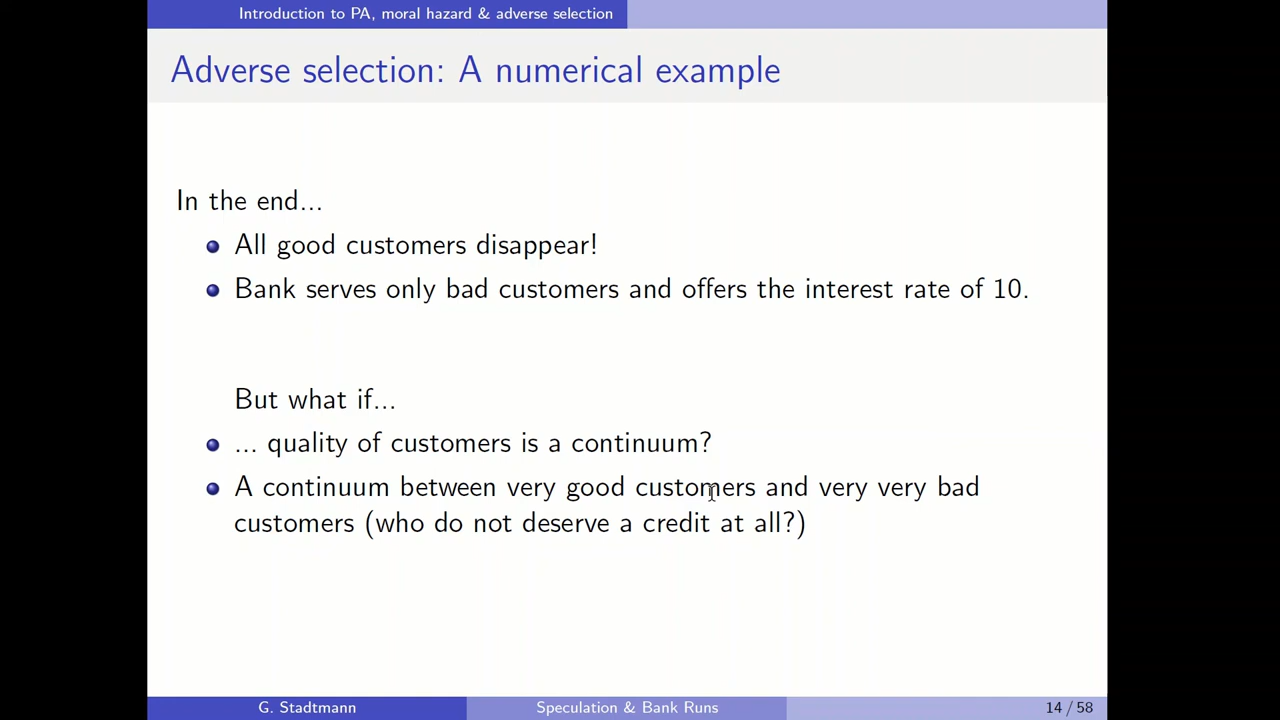 Introduction to PA, moral hazard & adverse selection
Adverse selection: A numerical example
In the end...
All good customers disappear!
Bank serves only bad customers and offers the interest rate of 10.
But what if...
... quality of customers is a continuum?
A continuum between very good customers and very very bad
customers (who do not deserve a credit at all?)
G. Stadtmann
Speculation & Bank Runs
14 / 58